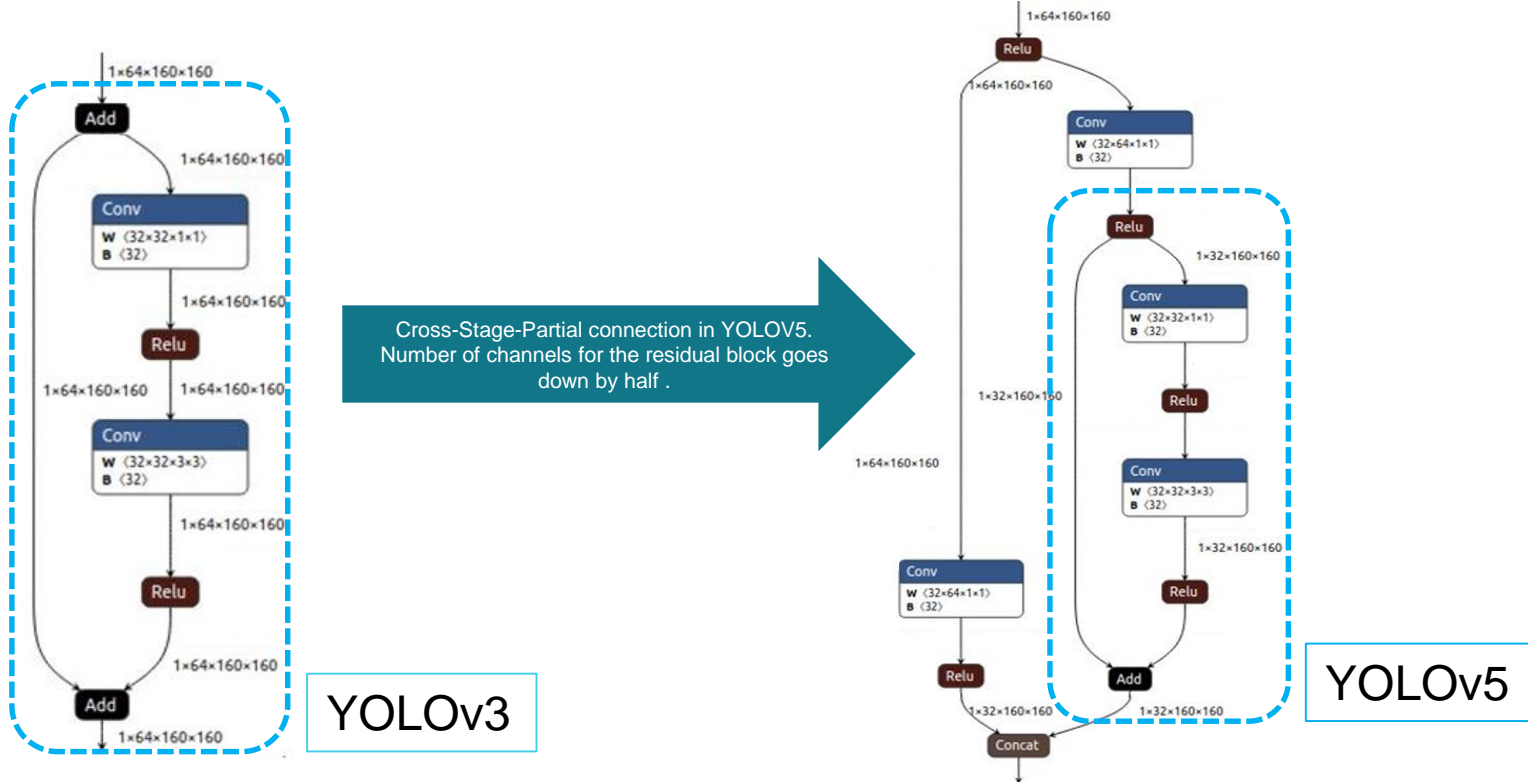 1×64×160×160
Add
1×64×160×160
Conv
W ⟨32×32×1×1⟩
B ⟨32⟩
1×64×160×160
Relu
1×64×160×160
1×64×160×160
Conv
W ⟨32×32×3×3⟩
B ⟨32⟩
1×64×160×160
Relu
1×64×160×160
Add
1×64×160×160
YOLOv3
Cross-Stage-Partial connection in YOLOV5.
Number of channels for the residual block goes
down by half .
1×64×160×160
Relu
1×64×160×160
Conv
W ⟨32×64×1×1⟩
B ⟨32⟩
Relu
1×32×160×160
Conv
W ⟨32×32×1×1⟩
B ⟨32⟩
1×32×160×160
Relu
1×64×160×160
Conv
W ⟨32×32×3×3⟩
B ⟨32⟩
1×32×160×160
Conv
W ⟨32×64×1×1⟩
B ⟨32⟩
Relu
Relu
Add
1×32×160×160
1×32×160×160
Concat
YOLOv5